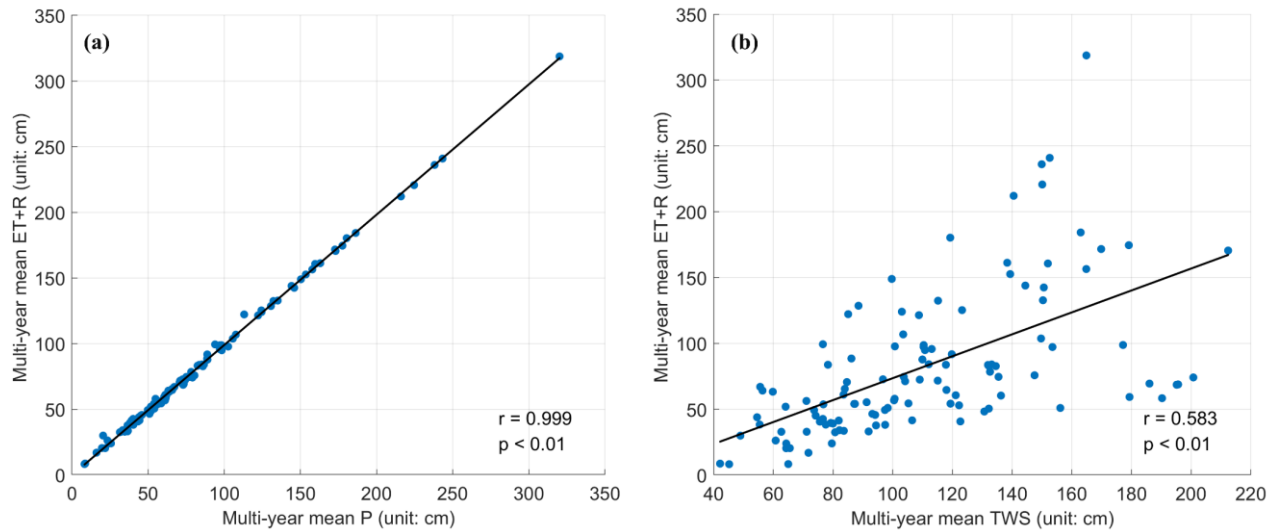 (a)
350
300
250
200
150
100
50
0
Multi-year mean ET+R (unit: cm)
r = 0.999
p < 0.01
0 50 100 150 200 250 300 350
Multi-year mean P (unit: cm)
(b)
350
300
250
200
150
100
50
0
Multi-year mean ET+R (unit: cm)
r = 0.583
p < 0.01
40 60 80 100 120 140 160 180 200 220
Multi-year mean TWS (unit: cm)